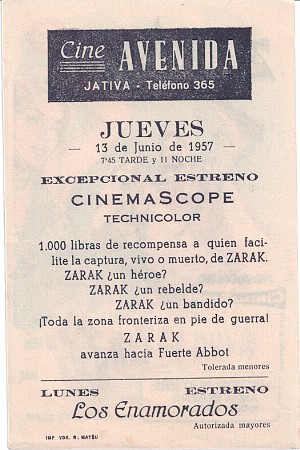 Cine AVENIDA
JATIVA - Teléfono 365
JUEVES
13 de Junio de 1957
7'45 TARDE y 11 NOCHE
EXCEPCIONAL ESTRENO
CINEMASCOPE
TECHNICOLOR
1.000 libras de recompensa a quien faci-
lite la captura, vivo o muerto, de ZARAK.
ZARAK ¿un héroe?
ZARAK ¿un rebelde?
ZARAK ¿un bandido?
¡Toda la zona fronteriza en pie de guerra!
ZARAK
avanza hacia Fuerte Abbot
Tolerada menores
LUNES ESTRENO
Los Enamorados
Autorizada mayores
IMP. VDA. R. MATÉU